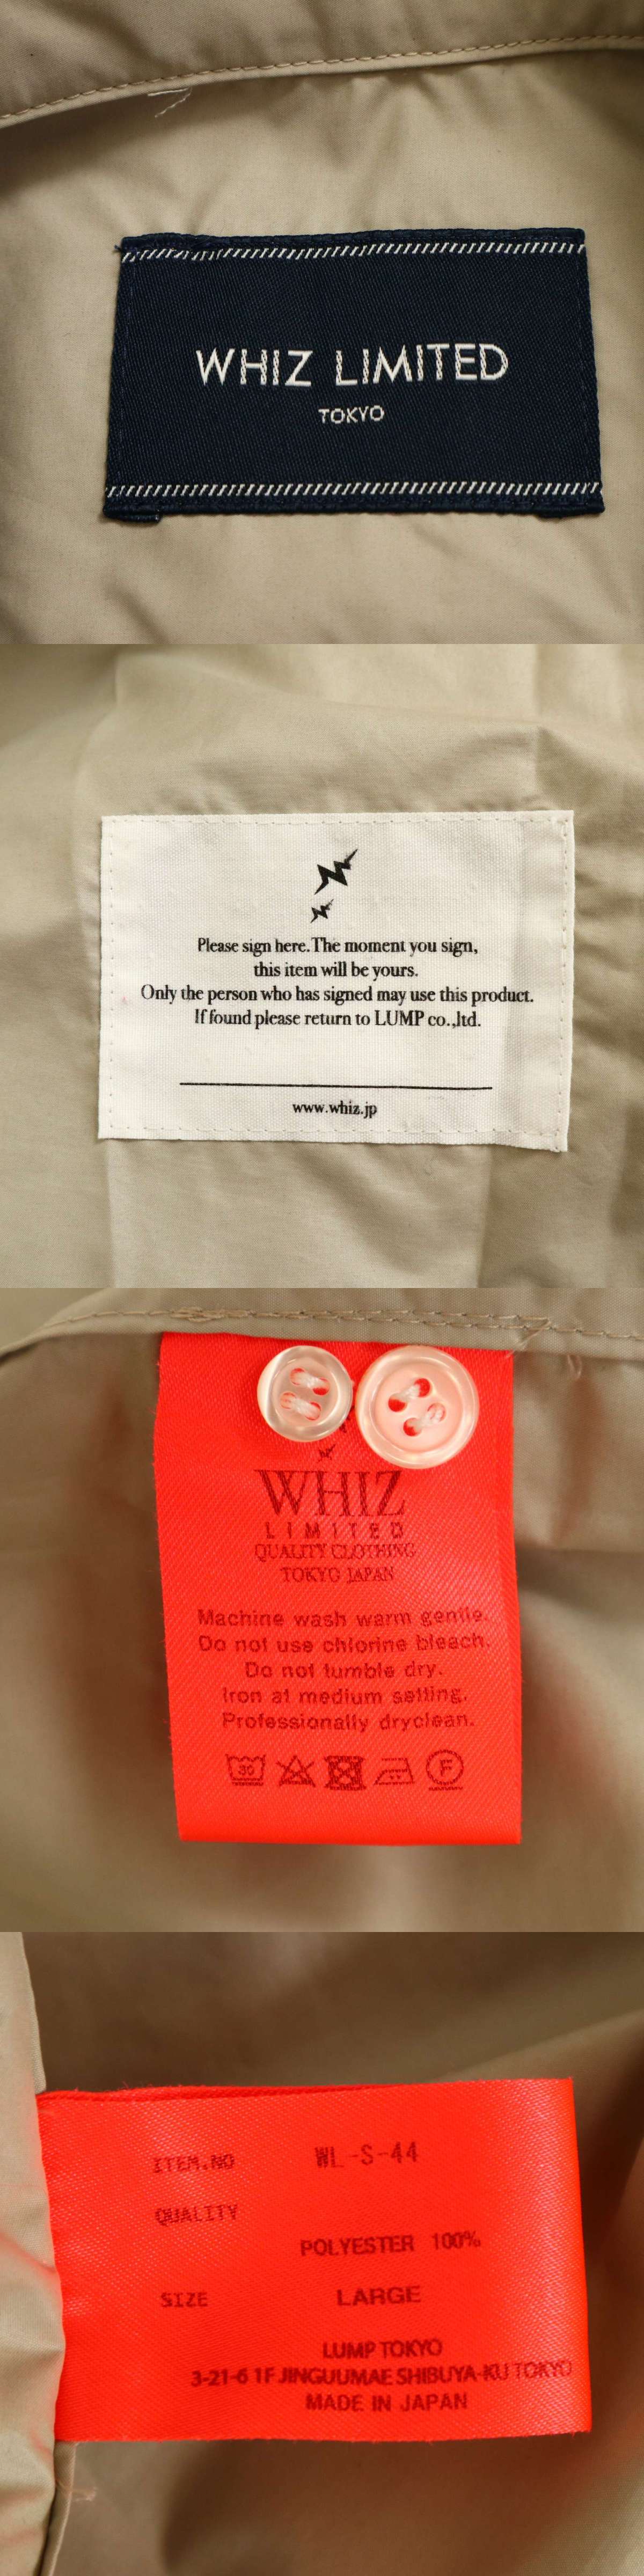 WHIZ LIMITED
TOKYO
Please sign here. The moment you sign,
this item will be yours.
Only the person who has signed may use this product.
If found please return to LUMP co.,ltd.
www.whiz.jp
WHIZ
LIMITED
QUALITY CLOTHING
TOKYO JAPAN
Machine wash warm gentle.
Do not use chlorine bleach.
Do not tumble dry.
Iron at medium setting.
Professionally dryclean.
30 F
ITEM.NO WL-S-44
QUALITY
POLYESTER 100%
SIZE LARGE
LUMP TOKYO
3-21-6 1F JINGUUMAE SHIBUYA-KU TOKYO
MADE IN JAPAN